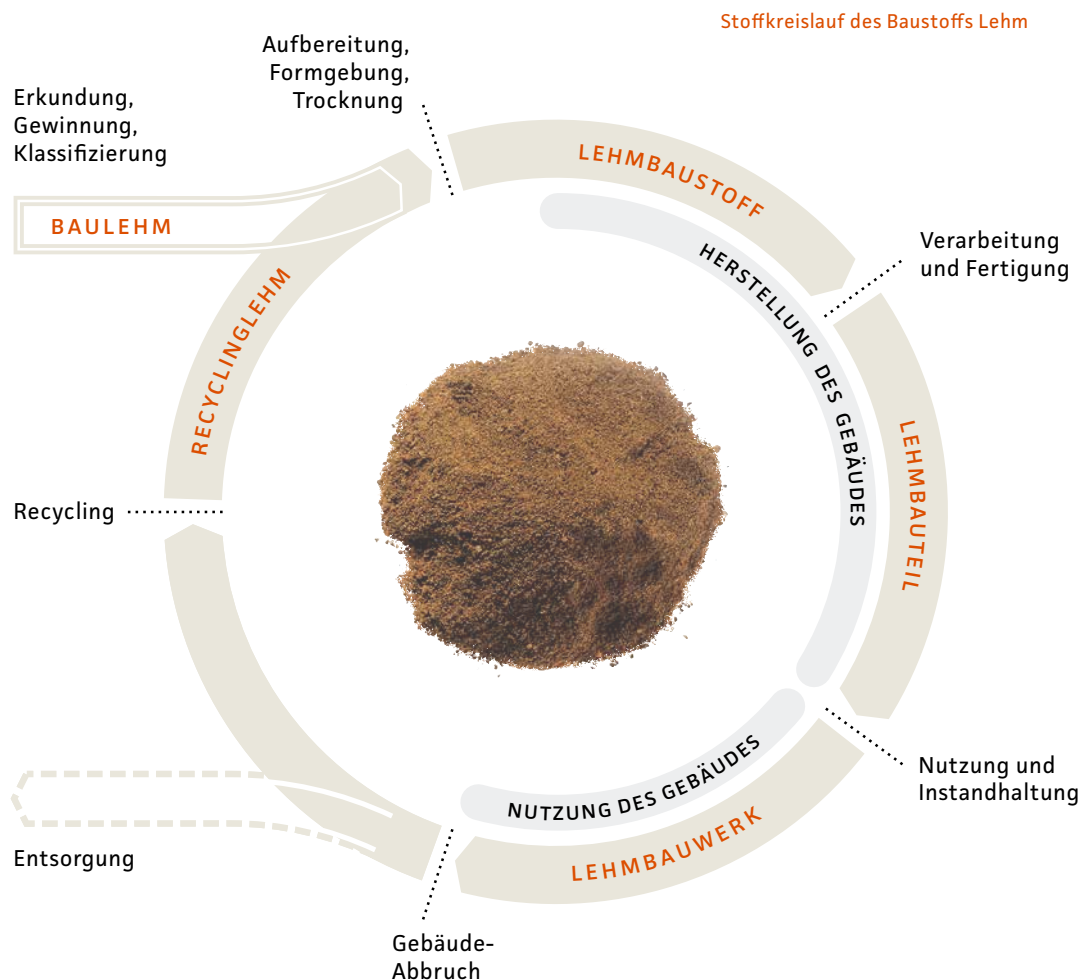 Stoffkreislauf des Baustoffs Lehm
Aufbereitung,
Formgebung,
Trocknung
Erkundung,
Gewinnung,
Klassifizierung
BAULEHM
LEHMBAUSTOFF
HERSTELLUNG DES GEBÄUDES
Verarbeitung
und Fertigung
RECYCLINGLEHM
LEHMBAUTEIL
Recycling
NUTZUNG DES GEBÄUDES
Nutzung und
Instandhaltung
LEHMBAUWERK
Entsorgung
Gebäude-
Abbruch